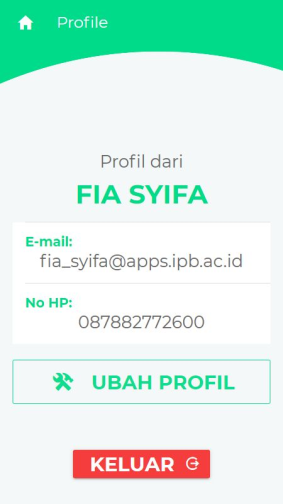 Profile
Profil dari
FIA SYIFA
E-mail:
fia_syifa@apps.ipb.ac.id
No HP:
087882772600
UBAH PROFIL
KELUAR